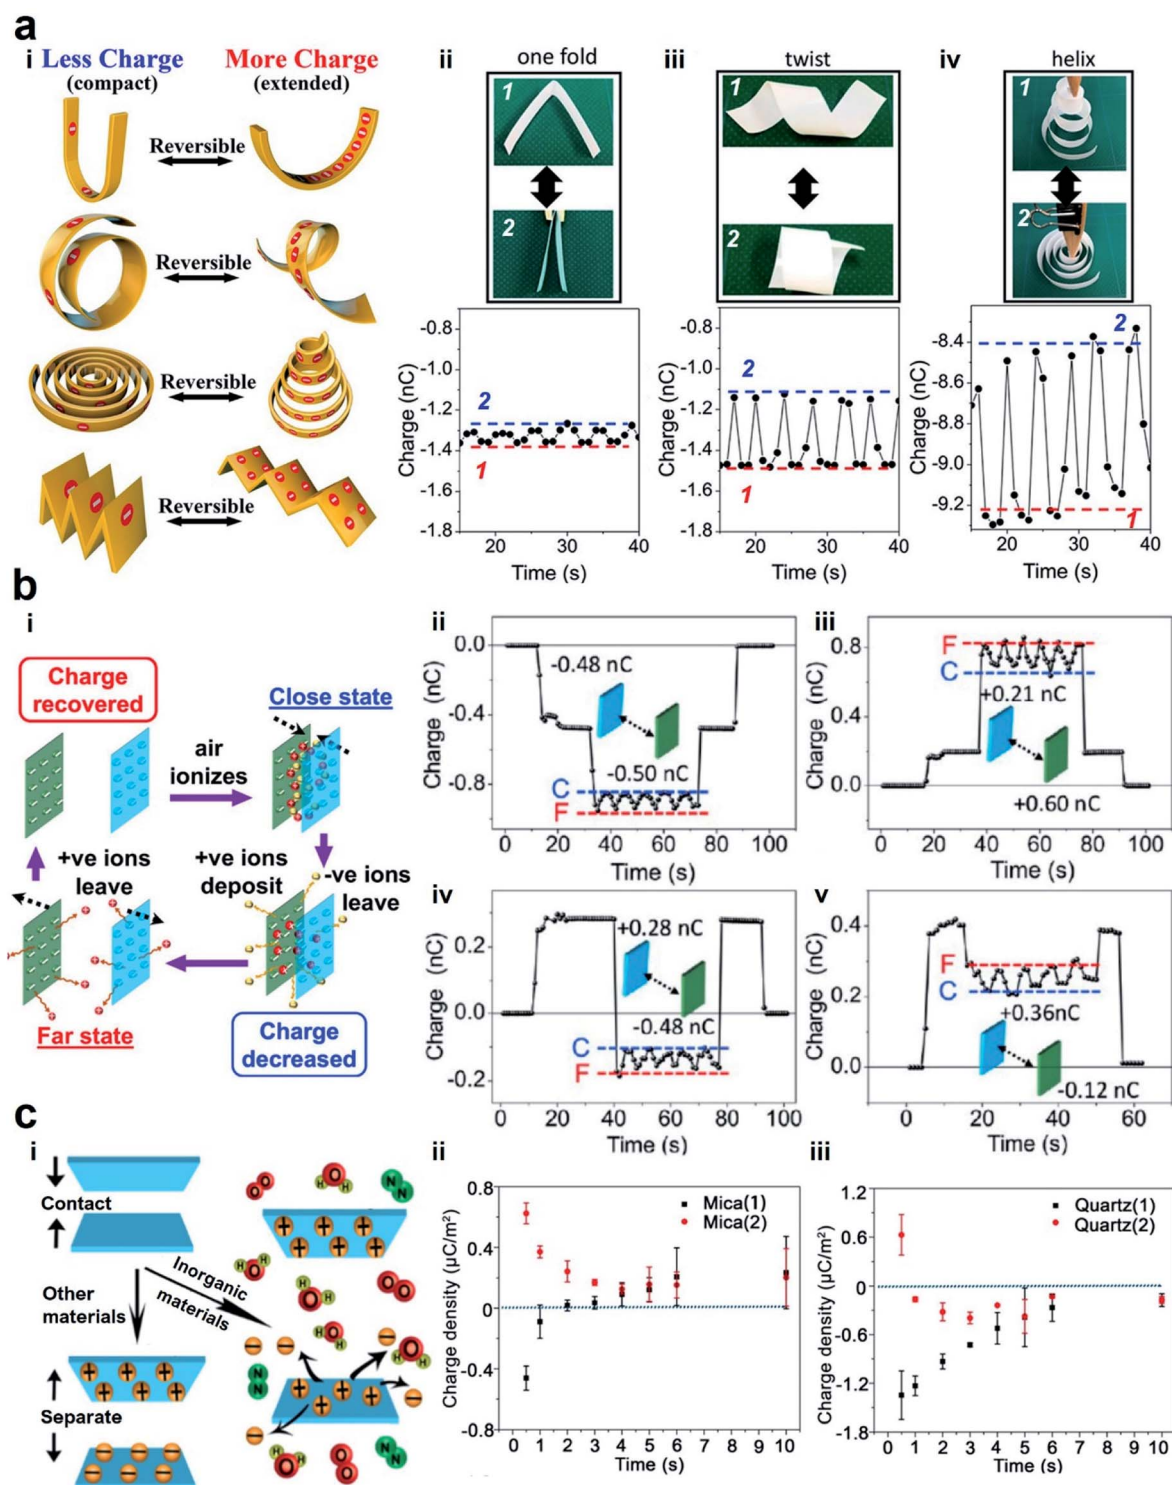 a
i
Less Charge
(compact)
More Charge
(extended)
Reversible
Reversible
Reversible
Reversible
ii
one fold
1
2
-0.8
-1.0
-1.2
-1.4
-1.6
-1.8
Charge (nC)
2
1
20
30
40
Time (s)
iii
twist
1
2
-0.8
-1.0
-1.2
-1.4
-1.6
-1.8
Charge (nC)
2
1
20
30
40
Time (s)
iv
helix
1
2
-8.4
-8.6
-8.8
-9.0
-9.2
Charge (nC)
2
1
20
30
40
Time (s)
b
i
Charge
recovered
Close state
air
ionizes
+ve ions
leave
+ve ions
deposit
-ve ions
leave
Far state
Charge
decreased
ii
0.0
-0.4
-0.8
Charge (nC)
-0.48 nC
-0.50 nC
C
F
0 20 40 60 80 100
Time (s)
iii
0.8
0.4
0.0
Charge (nC)
F
C
+0.21 nC
+0.60 nC
0 20 40 60 80 100
Time (s)
iv
0.2
0.0
-0.2
Charge (nC)
+0.28 nC
-0.48 nC
C
F
0 20 40 60 80 100
Time (s)
v
0.4
0.2
0.0
Charge (nC)
F
C
+0.36nC
-0.12 nC
0 20 40 60
Time (s)
c
i
Contact
Other
materials
Inorganic
materials
Separate
O O
H O H
N N
H O H
O O
H O H
H O H
H O H
N N
H O H
O O
N N
ii
0.8
0.4
0
-0.4
-0.8
Charge density (µC/m²)
Mica(1)
Mica(2)
0 1 2 3 4 5 6 7 8 9 10
Time (s)
iii
1.2
0.6
0
-0.6
-1.2
-1.8
Charge density (µC/m²)
Quartz(1)
Quartz(2)
0 1 2 3 4 5 6 7 8 9 10
Time (s)